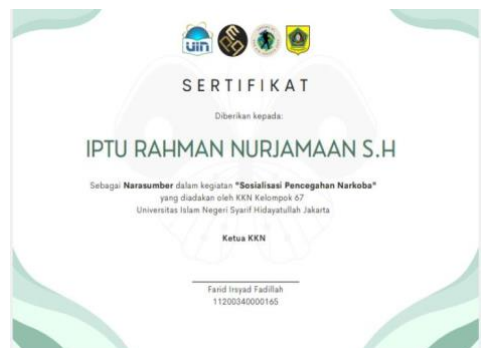 uin
SERTIFIKAT
Diberikan kepada:
IPTU RAHMAN NURJAMAAN S.H
Sebagai Narasumber dalam kegiatan "Sosialisasi Pencegahan Narkoba"
yang diadakan oleh KKN Kelompok 67
Universitas Islam Negeri Syarif Hidayatullah Jakarta
Ketua KKN
Farid Irsyad Fadillah
11200340000165